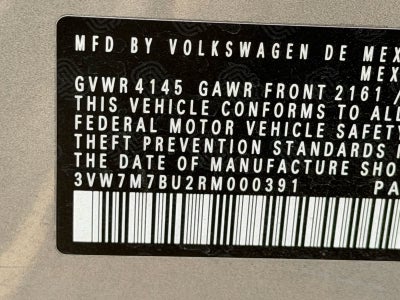 MFD BY VOLKSWAGEN DE MEX
MEX
GVWR 4145 GAWR FRONT 2161 /
THIS VEHICLE CONFORMS TO AL
FEDERAL MOTOR VEHICLE SAFETY
THEFT PREVENTION STANDARDS
THE DATE OF MANUFACTURE SHO
3VW7M7BU2RM000391 PA